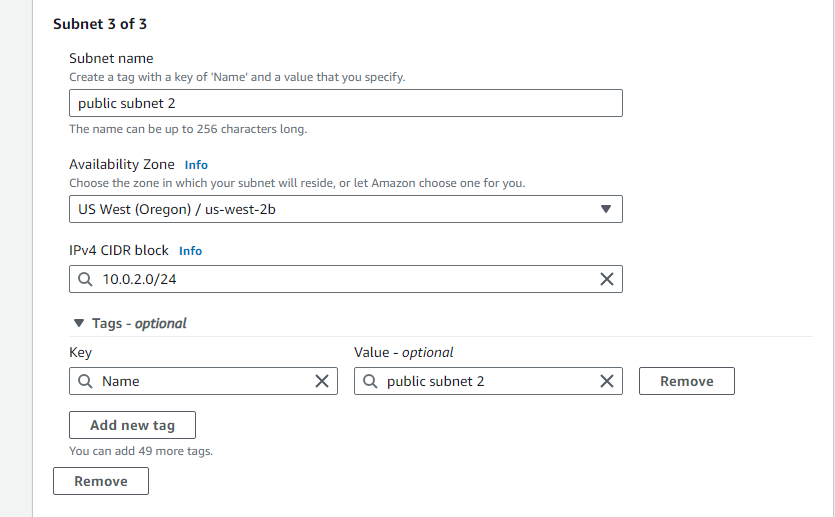 Subnet 3 of 3
Subnet name
Create a tag with a key of 'Name' and a value that you specify.
public subnet 2
The name can be up to 256 characters long.
Availability Zone Info
Choose the zone in which your subnet will reside, or let Amazon choose one for you.
US West (Oregon) / us-west-2b
IPv4 CIDR block Info
10.0.2.0/24
Tags - optional
Key Value - optional
Name public subnet 2 Remove
Add new tag
You can add 49 more tags.
Remove